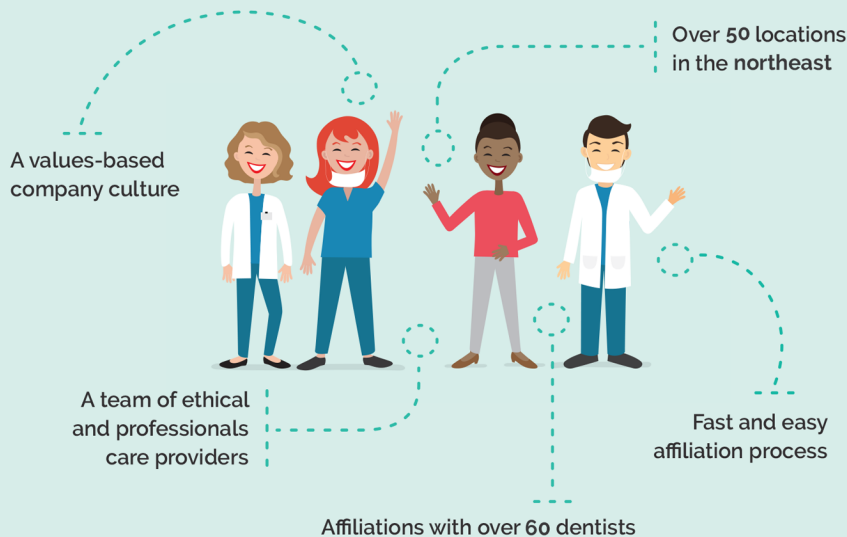 Over 50 locations
in the northeast
A values-based
company culture
A team of ethical
and professionals
care providers
Fast and easy
affiliation process
Affiliations with over 60 dentists